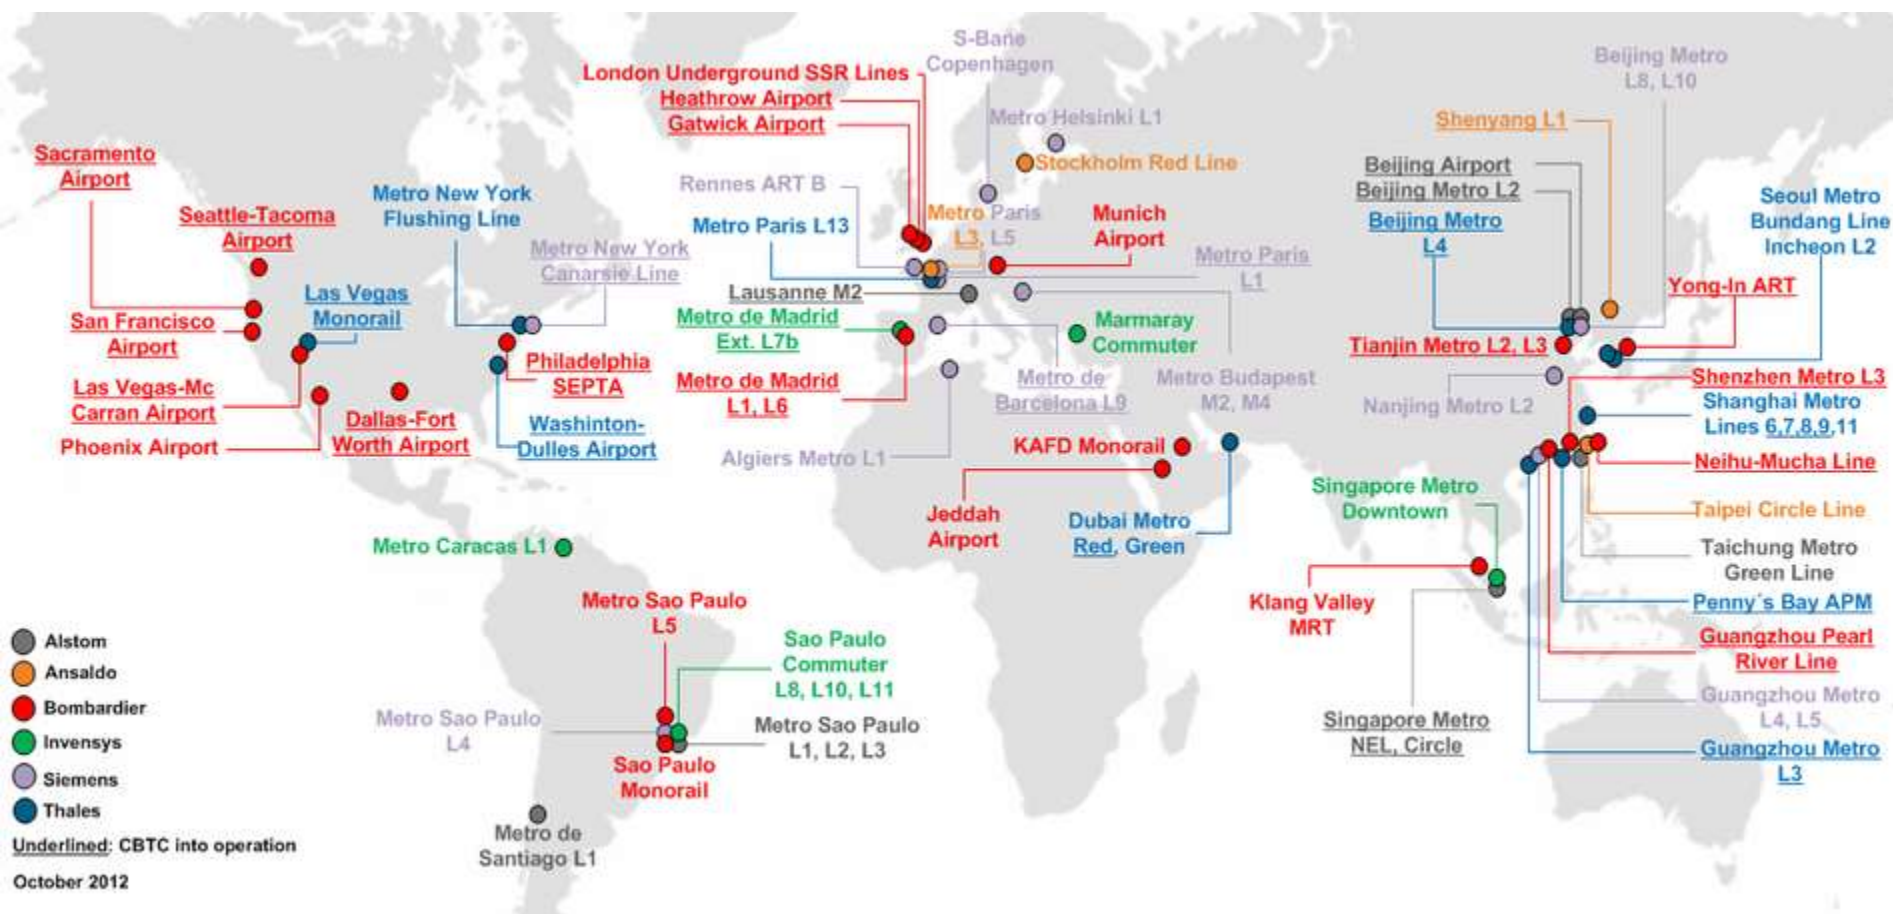 S-Bane
Copenhagen
London Underground SSR Lines
Heathrow Airport
Gatwick Airport
Metro Helsinki L1
Stockholm Red Line
Beijing Metro
L8, L10
Shenyang L1
Sacramento
Airport
Seattle-Tacoma
Airport
Metro New York
Flushing Line
Metro New York
Canarsie Line
Las Vegas
Monorail
San Francisco
Airport
Las Vegas-Mc
Carran Airport
Phoenix Airport
Dallas-Fort
Worth Airport
Philadelphia
SEPTA
Washinton-
Dulles Airport
Rennes ART B
Metro Paris L13
Metro Paris
L3, L5
Munich
Airport
Metro Paris
L1
Lausanne M2
Metro de Madrid
Ext. L7b
Metro de Madrid
L1, L6
Marmaray
Commuter
Metro de
Barcelona L9
Metro Budapest
M2, M4
Algiers Metro L1
KAFD Monorail
Jeddah
Airport
Dubai Metro
Red, Green
Beijing Airport
Beijing Metro L2
Beijing Metro
L4
Seoul Metro
Bundang Line
Incheon L2
Yong-In ART
Tianjin Metro L2, L3
Nanjing Metro L2
Shenzhen Metro L3
Shanghai Metro
Lines 6,7,8,9,11
Neihu-Mucha Line
Singapore Metro
Downtown
Taipei Circle Line
Taichung Metro
Green Line
Klang Valley
MRT
Penny´s Bay APM
Guangzhou Pearl
River Line
Guangzhou Metro
L4, L5
Singapore Metro
NEL, Circle
Guangzhou Metro
L3
Metro Caracas L1
Metro Sao Paulo
L5
Sao Paulo
Commuter
L8, L10, L11
Metro Sao Paulo
L4
Metro Sao Paulo
L1, L2, L3
Sao Paulo
Monorail
Metro de
Santiago L1
Alstom
Ansaldo
Bombardier
Invensys
Siemens
Thales
Underlined: CBTC into operation
October 2012